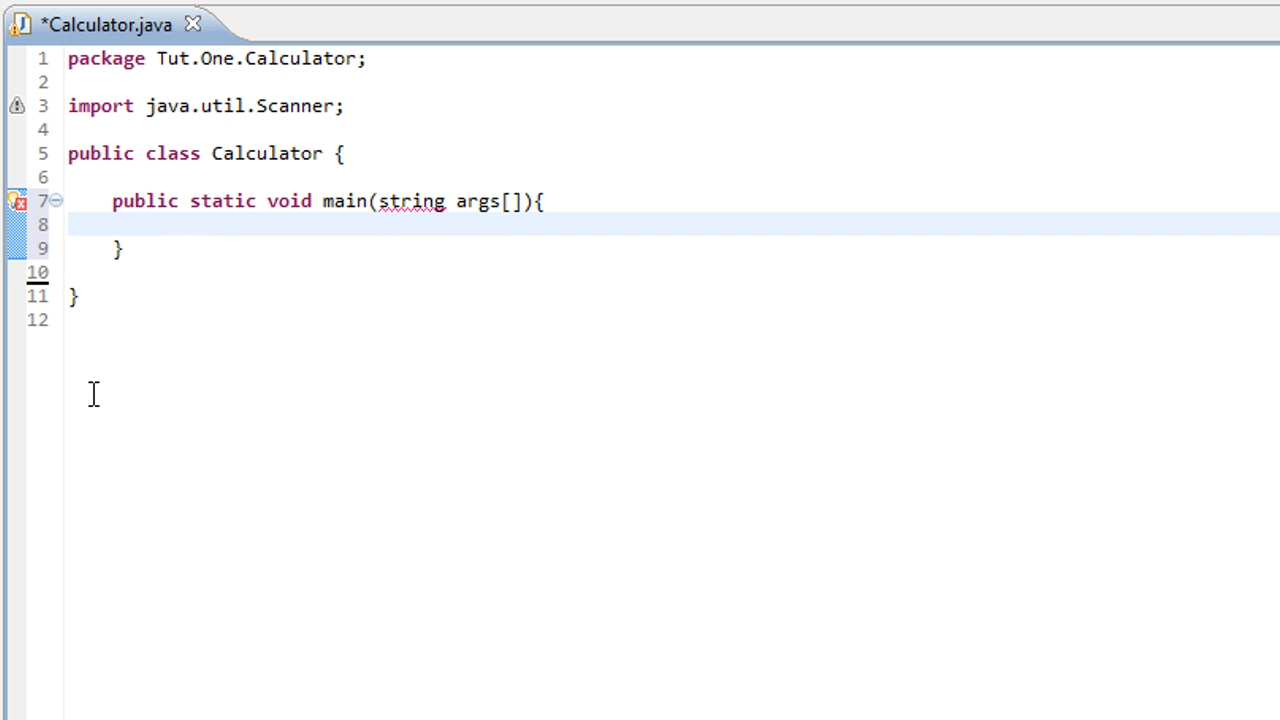 *Calculator.java
1 package Tut.One.Calculator;
2
3 import java.util.Scanner;
4
5 public class Calculator {
6
7 public static void main(string args[]){
8
9 }
10
11 }
12